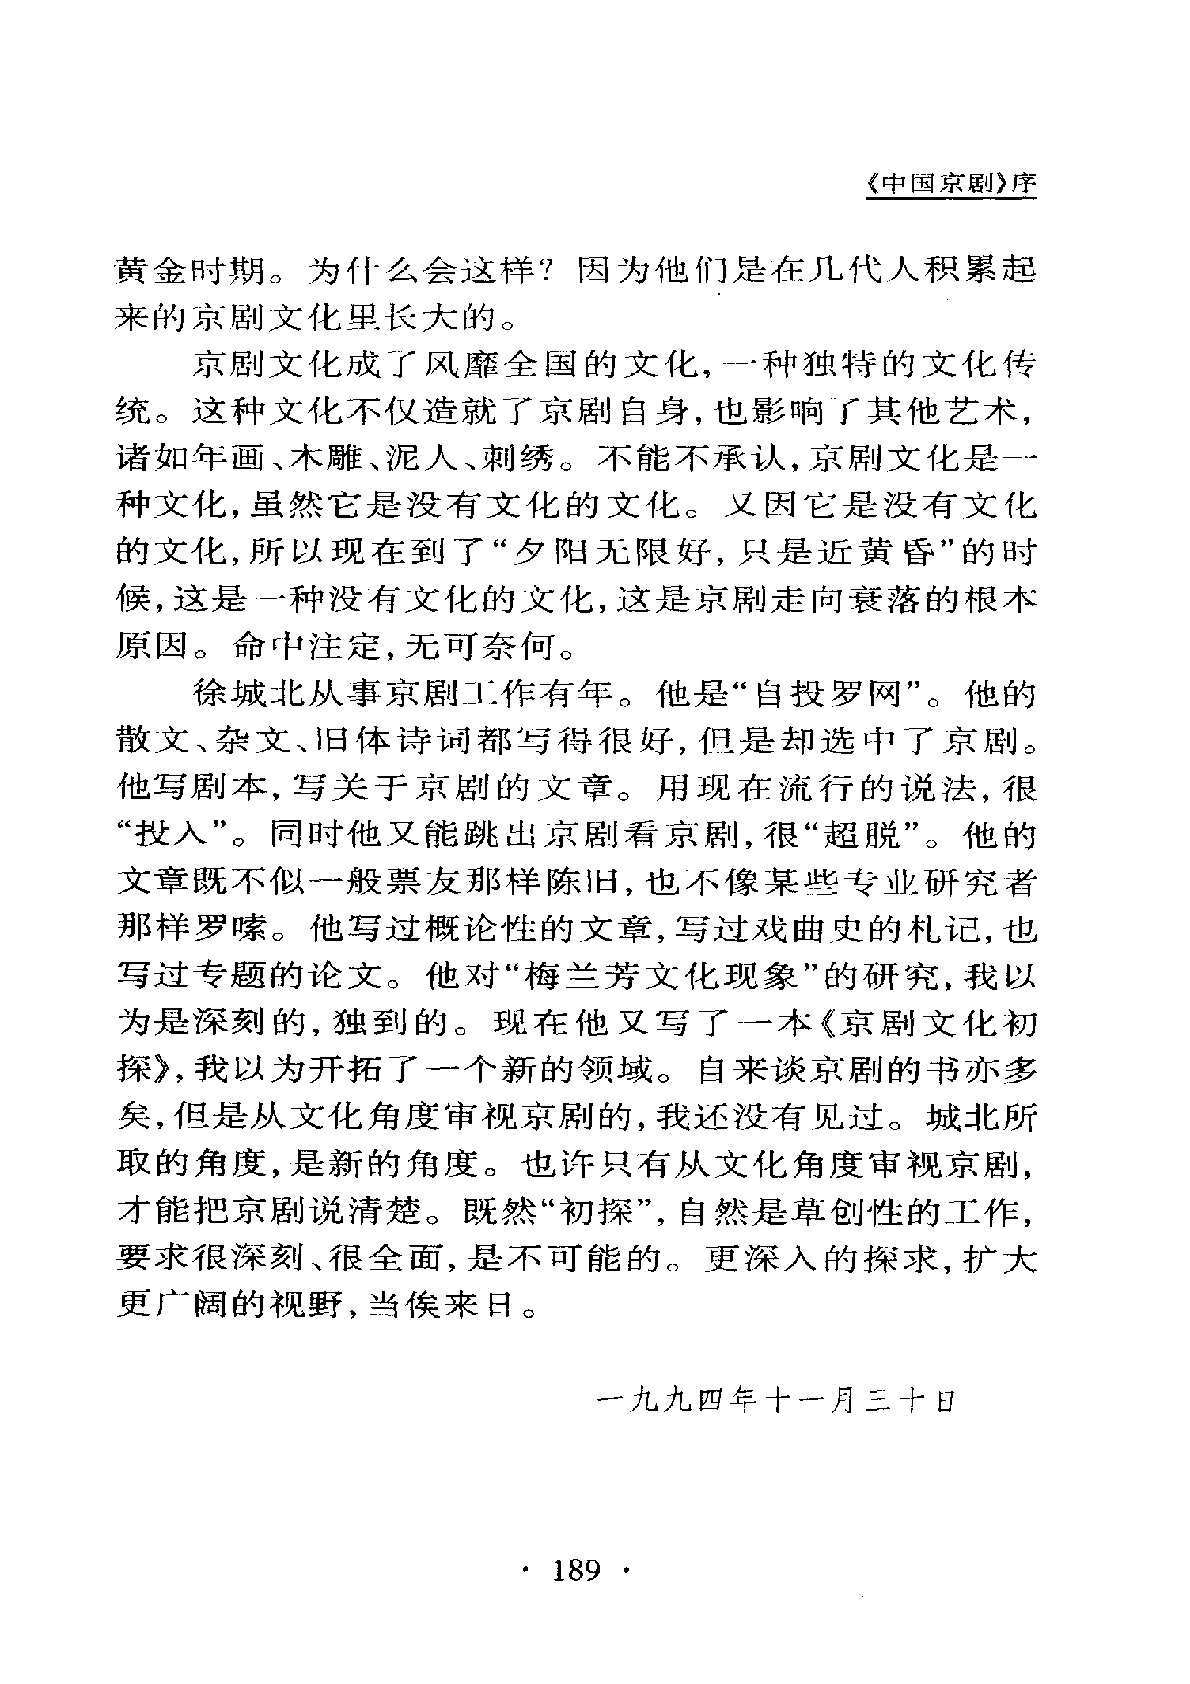 《中国京剧》序
黄金时期。为什么会这样？因为他们是在几代人积累起
来的京剧文化里长大的。
京剧文化成了风靡全国的文化，一种独特的文化传
统。这种文化不仅造就了京剧自身，也影响了其他艺术，
诸如年画、木雕、泥人、刺绣。不能不承认，京剧文化是一
种文化，虽然它是没有文化的文化。又因它是没有文化
的文化，所以现在到了“夕阳无限好，只是近黄昏”的时
候，这是一种没有文化的文化，这是京剧走向衰落的根本
原因。命中注定，无可奈何。
徐城北从事京剧工作有年。他是“自投罗网”。他的
散文、杂文、旧体诗词都写得很好，但是却选中了京剧。
他写剧本，写关于京剧的文章。用现在流行的说法，很
“投入”。同时他又能跳出京剧看京剧，很“超脱”。他的
文章既不似一般票友那样陈旧，也不像某些专业研究者
那样罗嗦。他写过概论性的文章，写过戏曲史的札记，也
写过专题的论文。他对“梅兰芳文化现象”的研究，我以
为是深刻的，独到的。现在他又写了一本《京剧文化初
探》，我以为开拓了一个新的领域。自来谈京剧的书亦多
矣，但是从文化角度审视京剧的，我还没有见过。城北所
取的角度，是新的角度。也许只有从文化角度审视京剧，
才能把京剧说清楚。既然“初探”，自然是草创性的工作，
要求很深刻、很全面，是不可能的。更深入的探求，扩大
更广阔的视野，当俟来日。
一九九四年十一月三十日
· 189 ·